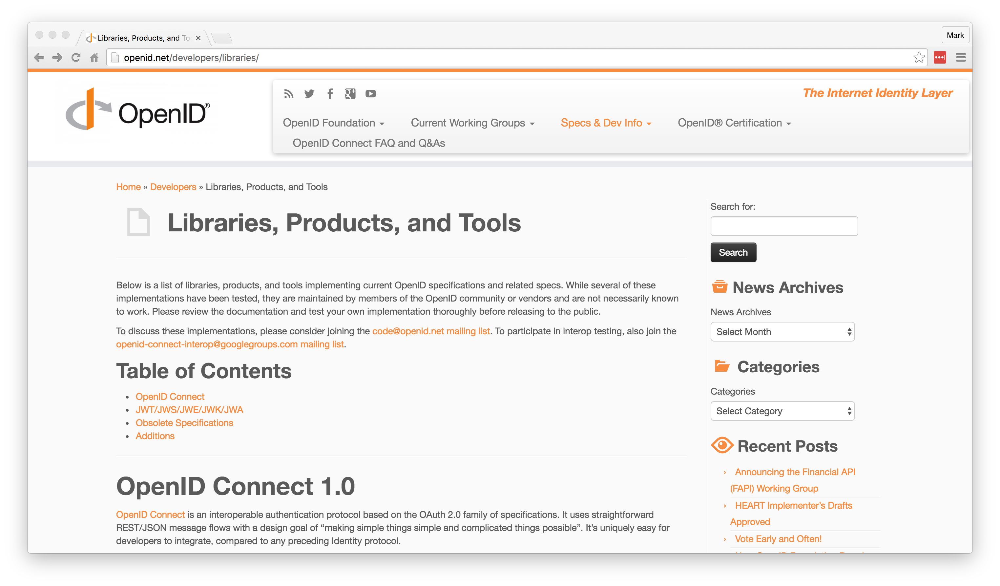 Libraries, Products, and To
Mark
openid.net/developers/libraries/
OpenID®
The Internet Identity Layer
OpenID Foundation
Current Working Groups
Specs & Dev Info
OpenID® Certification
OpenID Connect FAQ and Q&As
Home » Developers » Libraries, Products, and Tools
Libraries, Products, and Tools
Below is a list of libraries, products, and tools implementing current OpenID specifications and related specs. While several of these
implementations have been tested, they are maintained by members of the OpenID community or vendors and are not necessarily known
to work. Please review the documentation and test your own implementation thoroughly before releasing to the public.
To discuss these implementations, please consider joining the code@openid.net mailing list. To participate in interop testing, also join the
openid-connect-interop@googlegroups.com mailing list.
Table of Contents
• OpenID Connect
• JWT/JWS/JWE/JWK/JWA
• Obsolete Specifications
• Additions
OpenID Connect 1.0
OpenID Connect is an interoperable authentication protocol based on the OAuth 2.0 family of specifications. It uses straightforward
REST/JSON message flows with a design goal of “making simple things simple and complicated things possible”. It’s uniquely easy for
developers to integrate, compared to any preceding Identity protocol.
Search for:
Search
News Archives
News Archives
Select Month
Categories
Categories
Select Category
Recent Posts
› Announcing the Financial API
(FAPI) Working Group
› HEART Implementer’s Drafts
Approved
› Vote Early and Often!